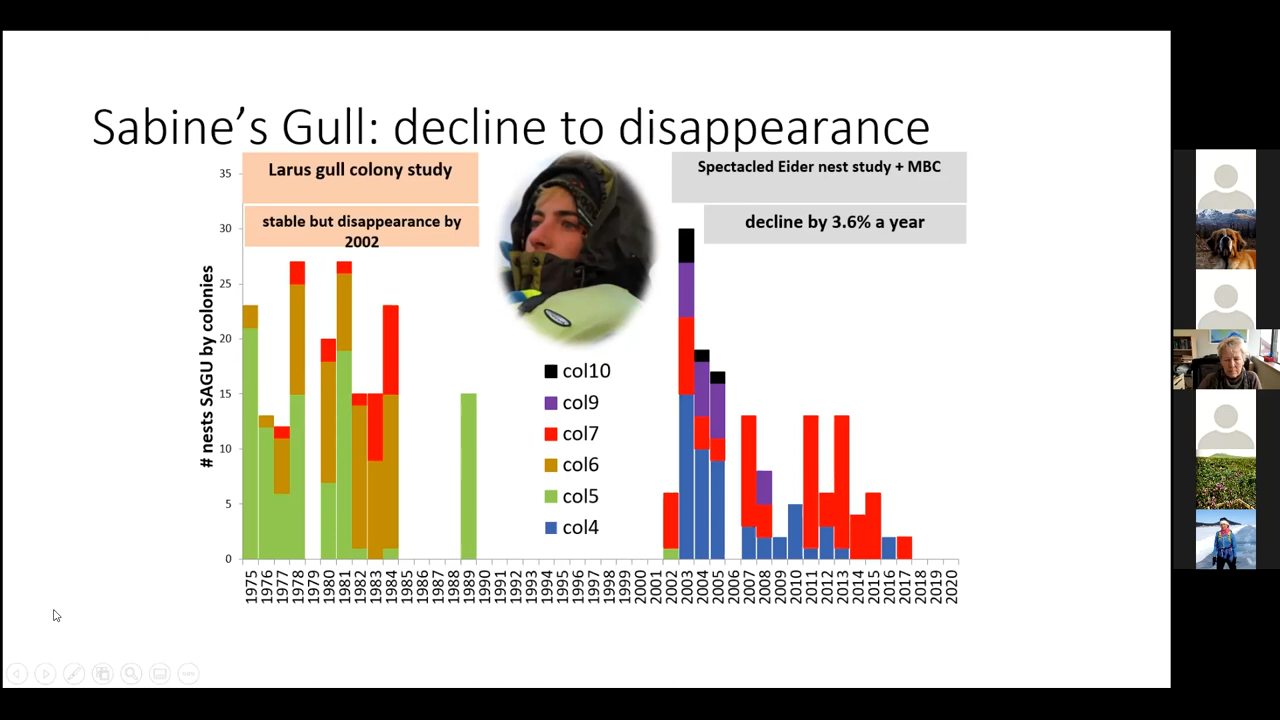 Sabine's Gull: decline to disappearance
Larus gull colony study
stable but disappearance by
2002
Spectacled Eider nest study + MBC
decline by 3.6% a year
# nests SAGU by colonies
35
30
25
20
15
10
5
0
col10
col9
col7
col6
col5
col4
1975 1976 1977 1978 1979 1980 1981 1982 1983 1984 1985 1986 1987 1988 1989 1990 1991 1992 1993 1994 1995 1996 1997 1998 1999 2000 2001 2002 2003 2004 2005 2006 2007 2008 2009 2010 2011 2012 2013 2014 2015 2016 2017 2018 2019 2020